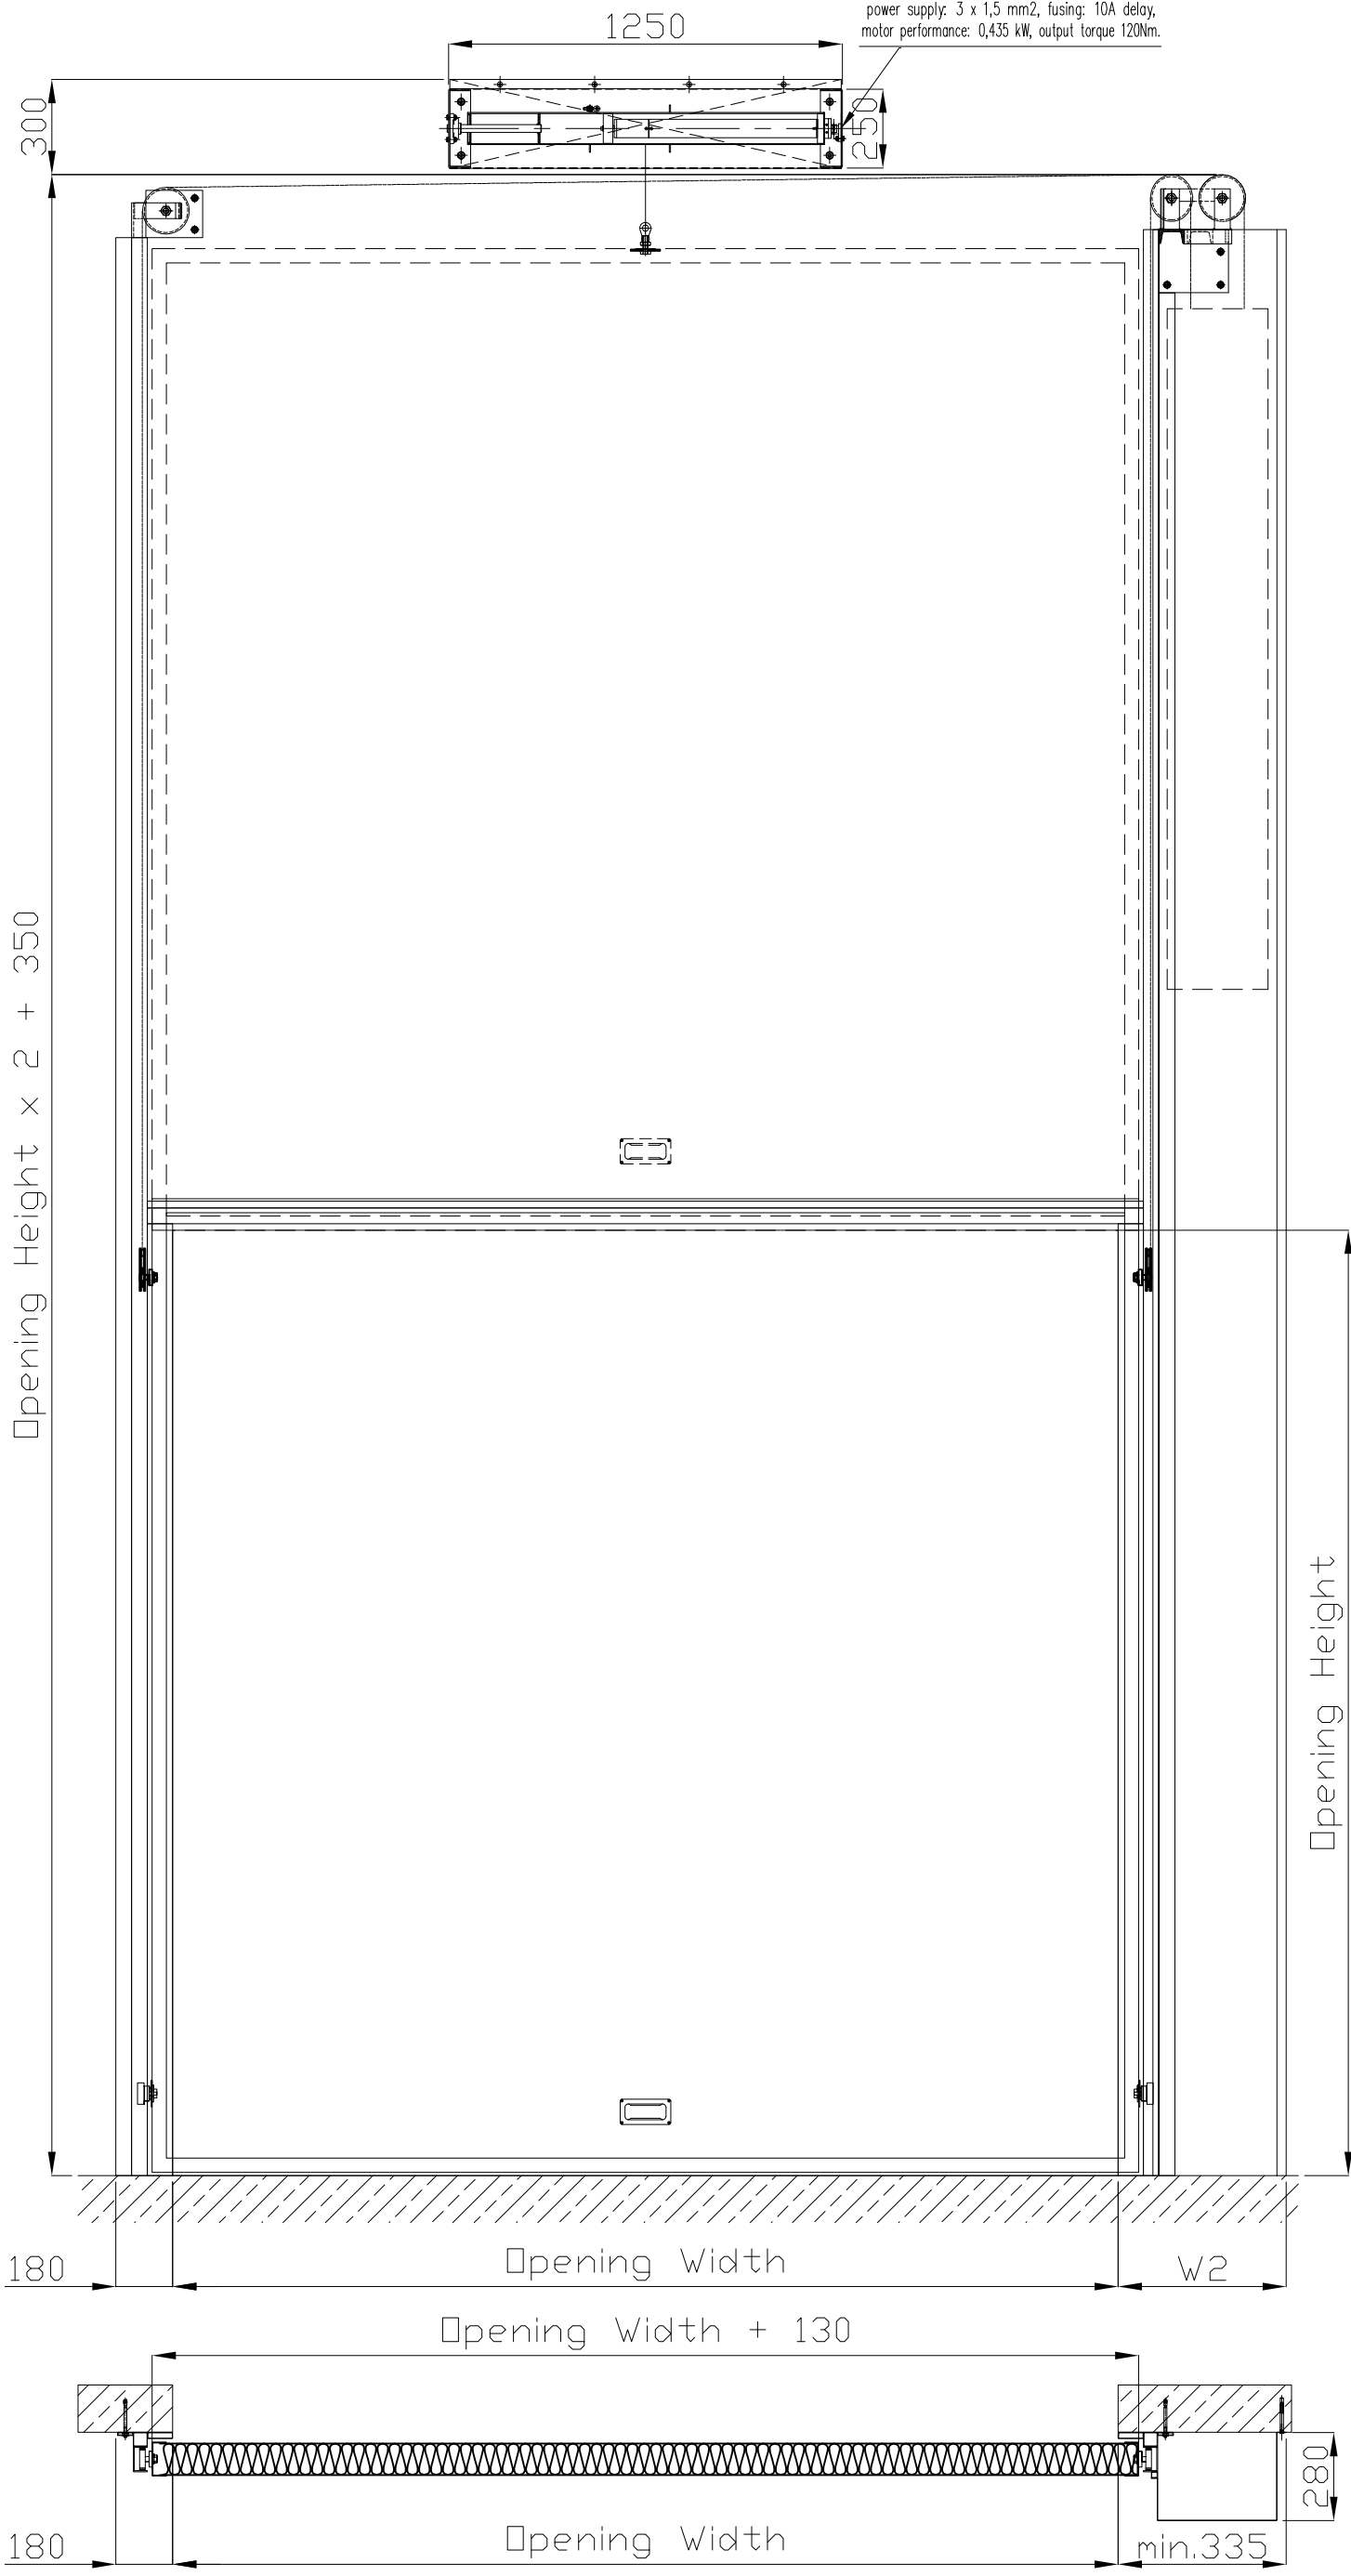 power supply: 3 x 1,5 mm2, fusing: 10A delay,
motor performance: 0,435 kW, output torque 120Nm.
1250
300
250
Opening Height x 2 + 350
Opening Height
180
Opening Width
W2
Opening Width + 130
280
180
Opening Width
min.335